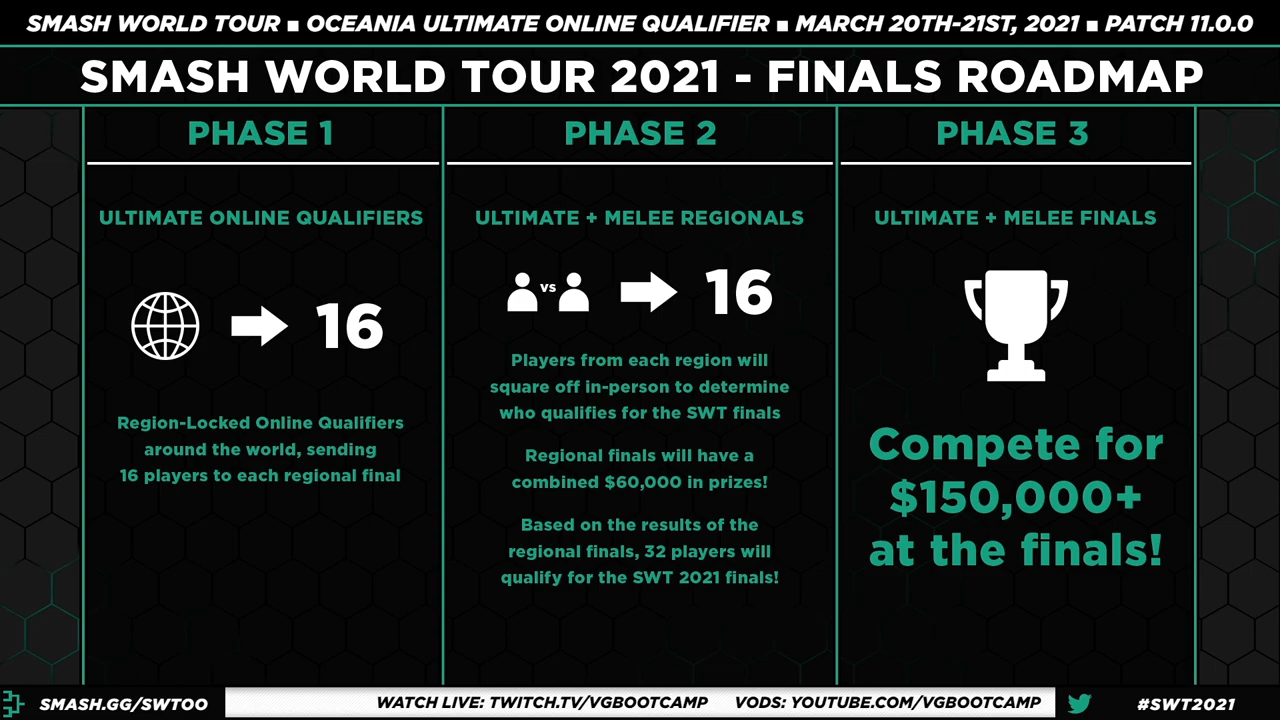 SMASH WORLD TOUR ■ OCEANIA ULTIMATE ONLINE QUALIFIER ■ MARCH 20TH-21ST, 2021 ■ PATCH 11.0.0
SMASH WORLD TOUR 2021 - FINALS ROADMAP
PHASE 1
ULTIMATE ONLINE QUALIFIERS
16
Region-Locked Online Qualifiers
around the world, sending
16 players to each regional final
PHASE 2
ULTIMATE + MELEE REGIONALS
VS
16
Players from each region will
square off in-person to determine
who qualifies for the SWT finals
Regional finals will have a
combined $60,000 in prizes!
Based on the results of the
regional finals, 32 players will
qualify for the SWT 2021 finals!
PHASE 3
ULTIMATE + MELEE FINALS
Compete for
$150,000+
at the finals!
SMASH.GG/SWTOO
WATCH LIVE: TWITCH.TV/VGBOOTCAMP VODS: YOUTUBE.COM/VGBOOTCAMP
#SWT2021